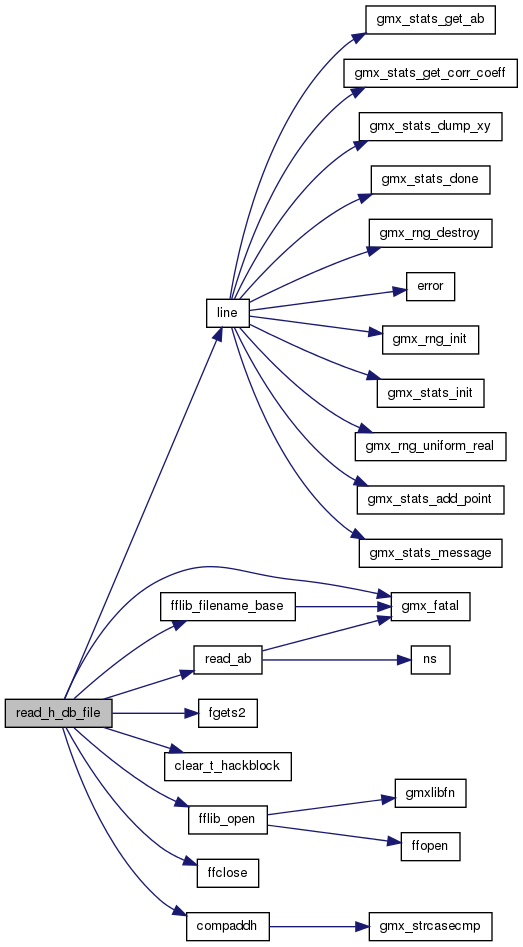 gmx_stats_get_ab
gmx_stats_get_corr_coeff
gmx_stats_dump_xy
gmx_stats_done
gmx_rng_destroy
error
line
gmx_rng_init
gmx_stats_init
gmx_rng_uniform_real
gmx_stats_add_point
gmx_stats_message
fflib_filename_base
gmx_fatal
read_ab
ns
read_h_db_file
fgets2
clear_t_hackblock
gmxlibfn
fflib_open
ffopen
ffclose
compaddh
gmx_strcasecmp